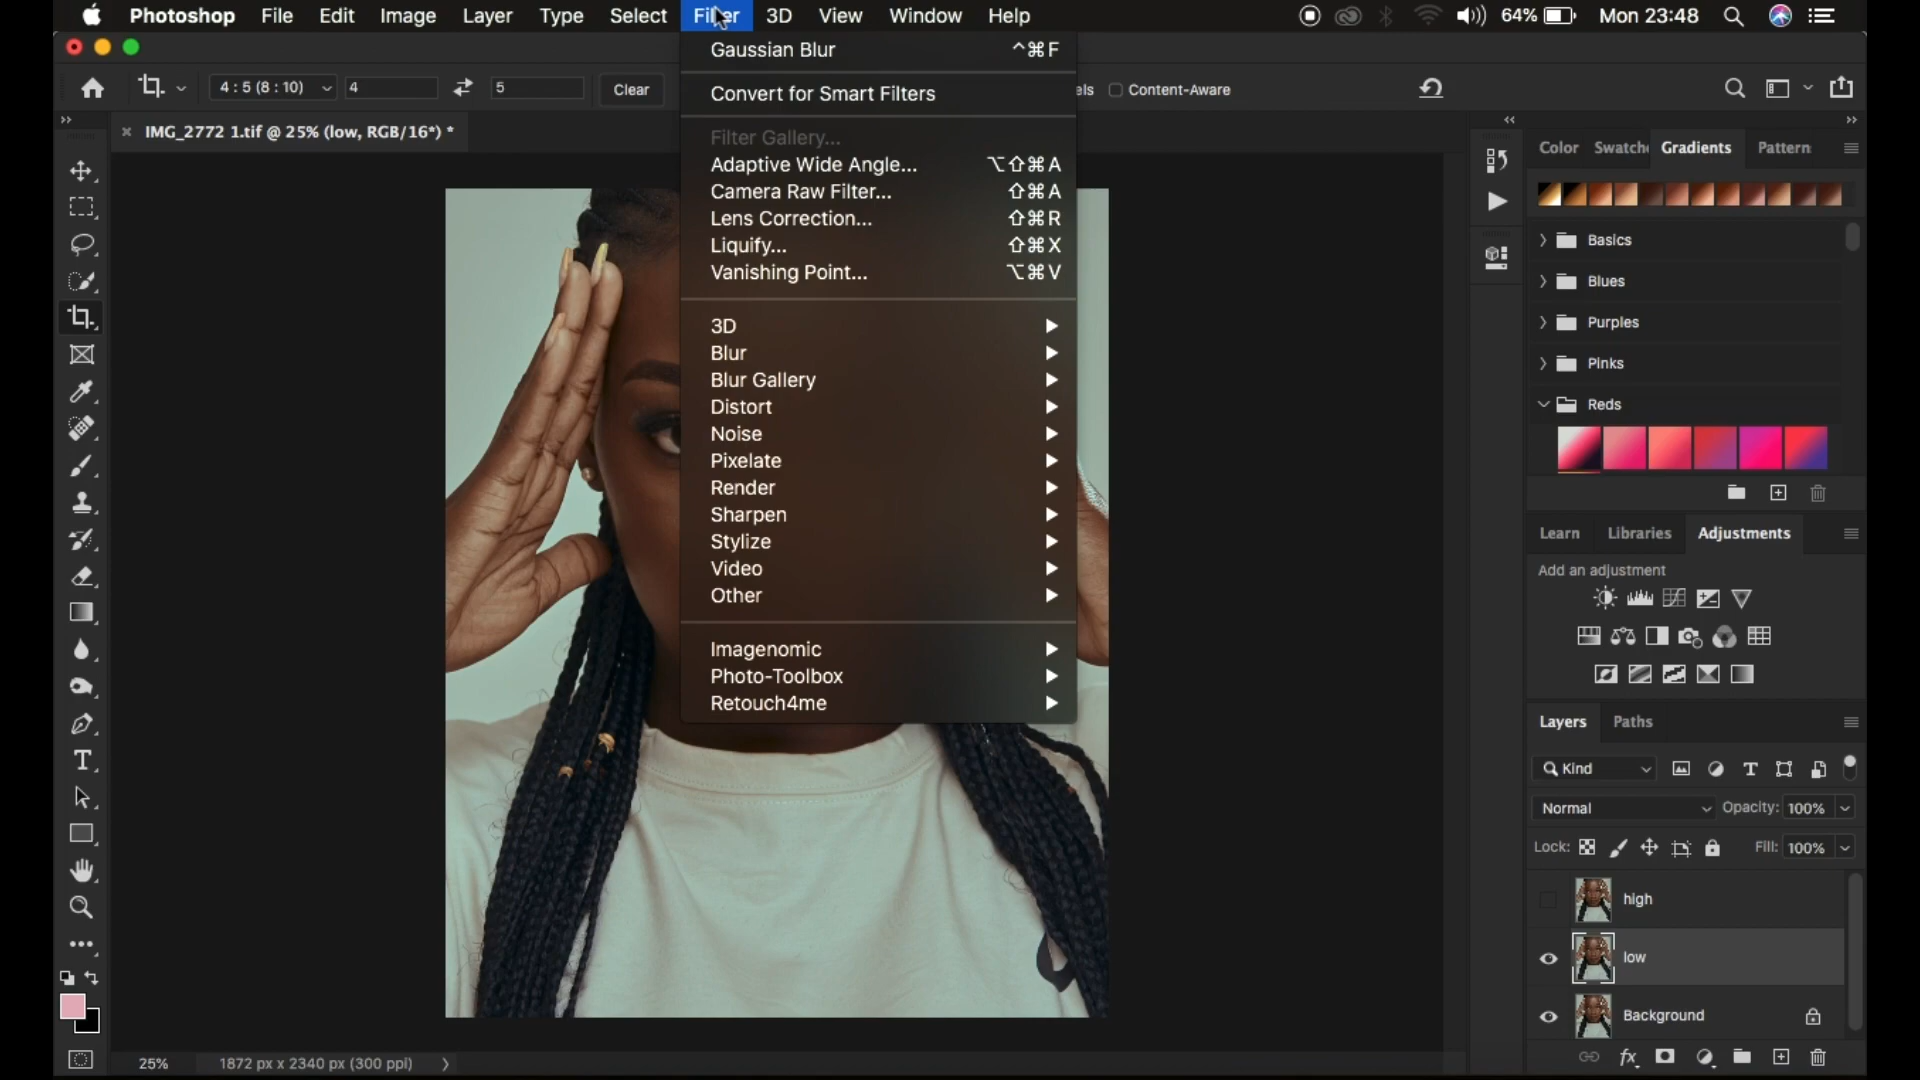 Photoshop File Edit Image Layer Type Select Filter 3D View Window Help 64% Mon 23:48
4 : 5 (8 : 10) 4 5 Clear Content-Aware
IMG_2772 1.tif @ 25% (low, RGB/16*) *
Gaussian Blur ^⌘F
Convert for Smart Filters
Filter Gallery...
Adaptive Wide Angle... ⌥⇧⌘A
Camera Raw Filter... ⇧⌘A
Lens Correction... ⇧⌘R
Liquify... ⇧⌘X
Vanishing Point... ⌥⌘V
3D
Blur
Blur Gallery
Distort
Noise
Pixelate
Render
Sharpen
Stylize
Video
Other
Imagenomic
Photo-Toolbox
Retouch4me
Color Swatch Gradients Pattern
Basics
Blues
Purples
Pinks
Reds
Learn Libraries Adjustments
Add an adjustment
Layers Paths
Kind
Normal Opacity: 100%
Lock: Fill: 100%
high
low
Background
25% 1872 px x 2340 px (300 ppi)